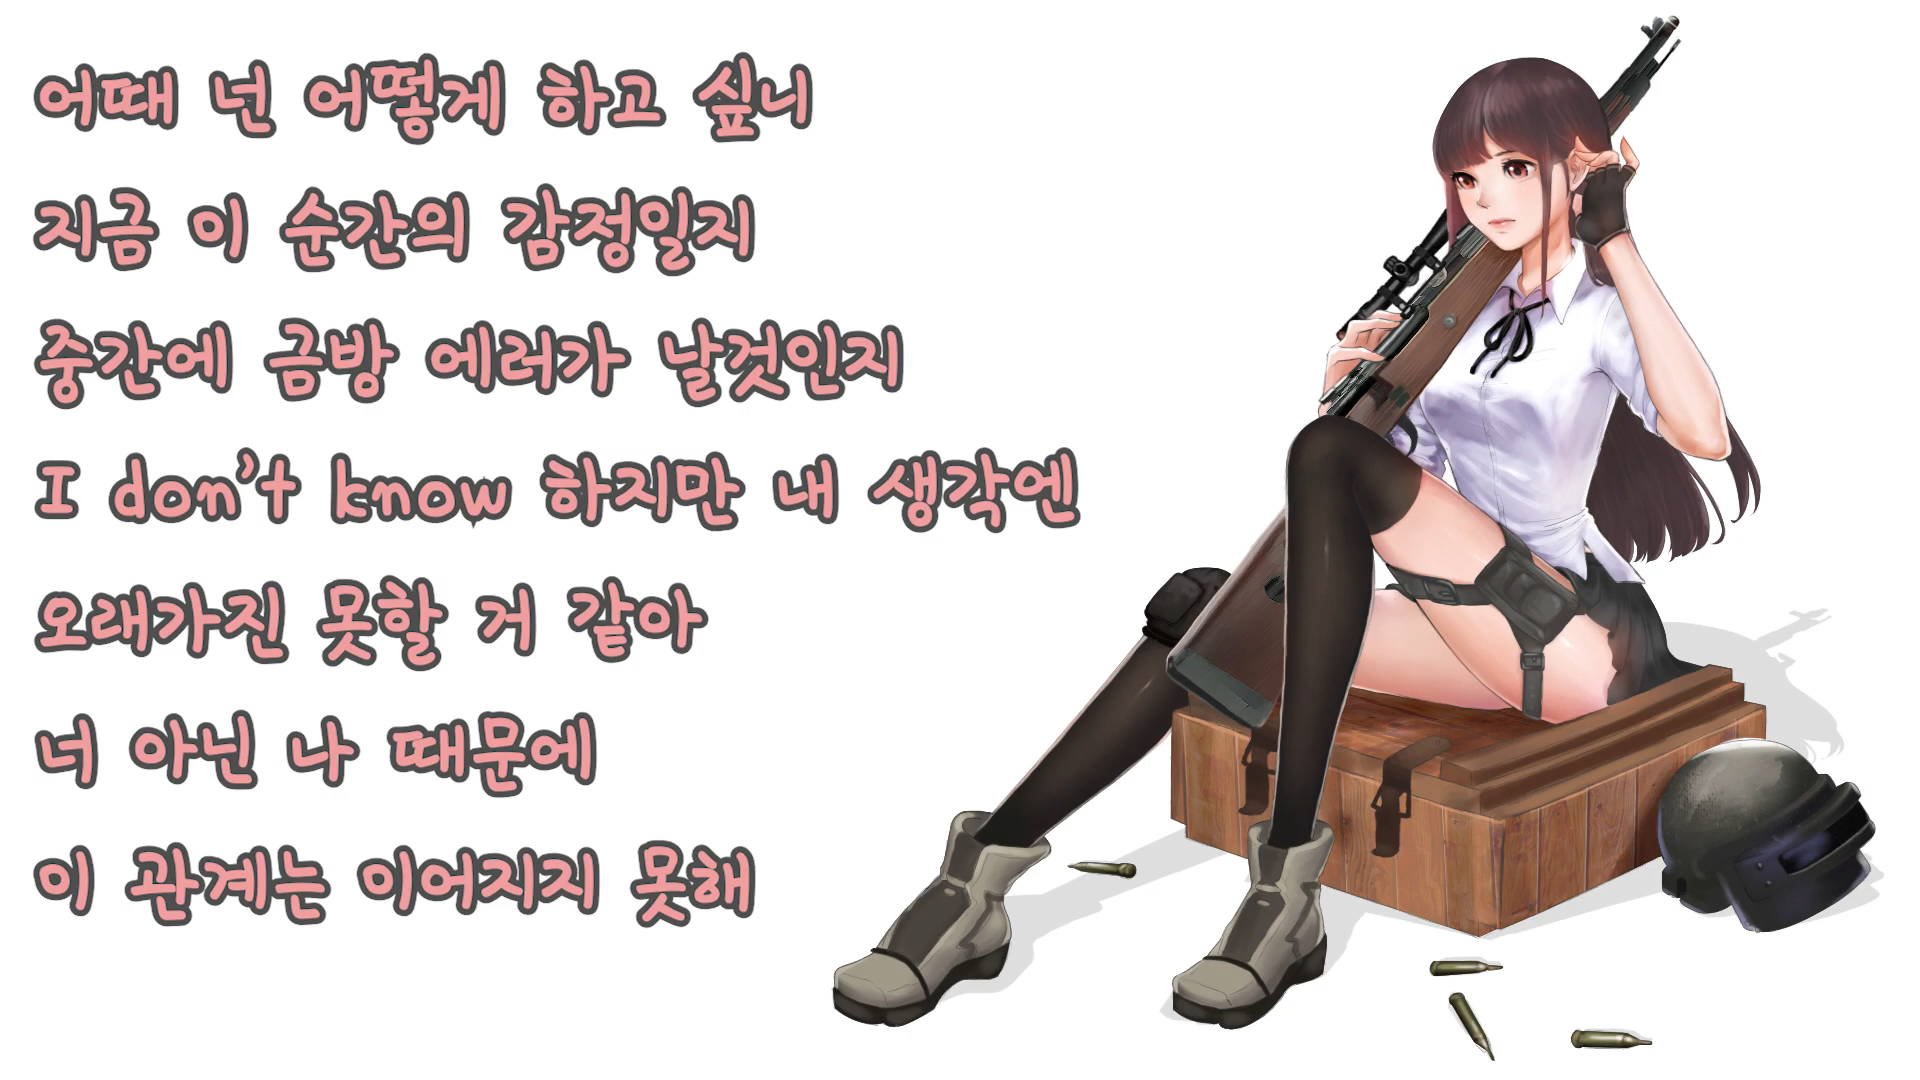 어때 넌 어떻게 하고 싶니
지금 이 순간의 감정일지
중간에 금방 에러가 날것인지
I don't know 하지만 내 생각엔
오래가진 못할 거 같아
너 아닌 나 때문에
이 관계는 이어지지 못해